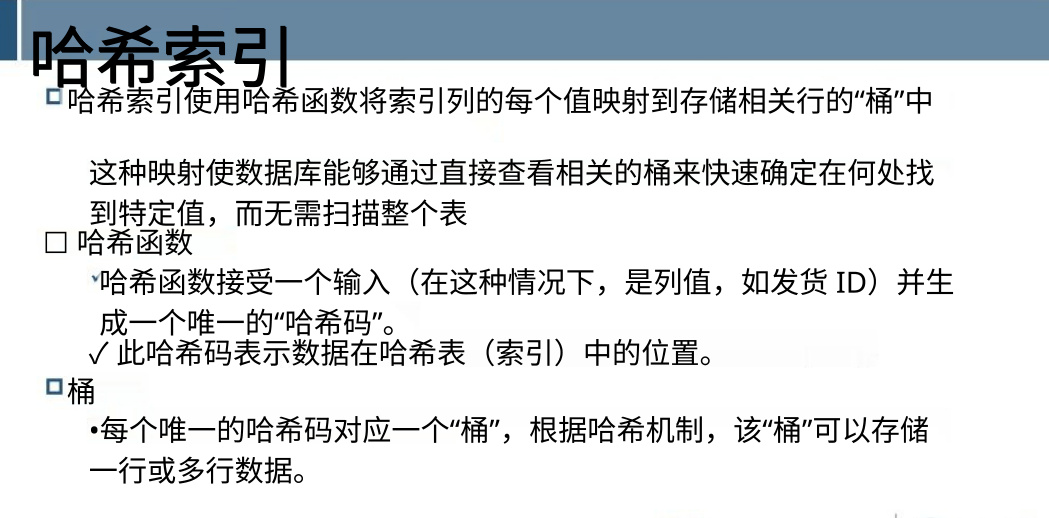 哈希索引
哈希索引使用哈希函数将索引列的每个值映射到存储相关行的“桶”中
这种映射使数据库能够通过直接查看相关的桶来快速确定在何处找
到特定值，而无需扫描整个表
□ 哈希函数
哈希函数接受一个输入（在这种情况下，是列值，如发货 ID）并生
成一个唯一的“哈希码”。
✓ 此哈希码表示数据在哈希表（索引）中的位置。
桶
•每个唯一的哈希码对应一个“桶”，根据哈希机制，该“桶”可以存储
一行或多行数据。